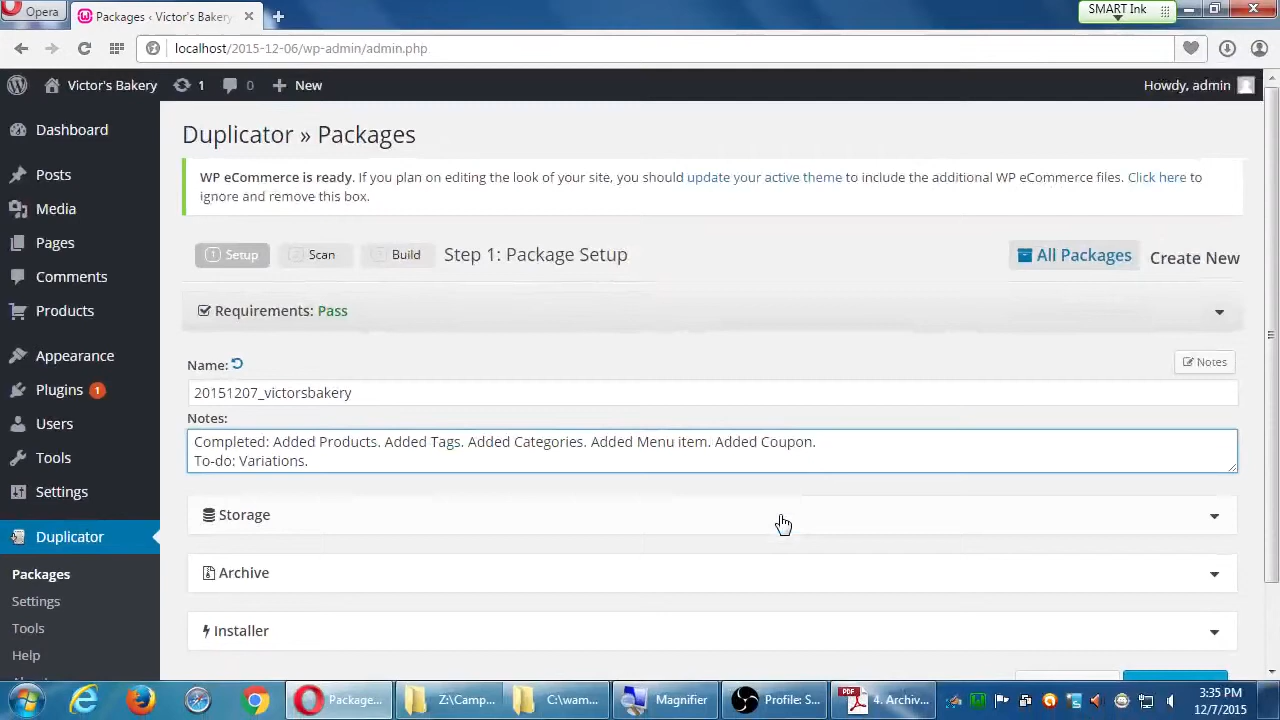 Opera
Packages ‹ Victor's Bakery
SMART Ink
localhost/2015-12-06/wp-admin/admin.php
Victor's Bakery
1
0
New
Howdy, admin
Dashboard
Posts
Media
Pages
Comments
Products
Appearance
Plugins 1
Users
Tools
Settings
Duplicator
Packages
Settings
Tools
Help
Duplicator » Packages
WP eCommerce is ready. If you plan on editing the look of your site, you should update your active theme to include the additional WP eCommerce files. Click here to
ignore and remove this box.
1 Setup
Scan
Build
Step 1: Package Setup
All Packages
Create New
Requirements: Pass
Name:
Notes
20151207_victorsbakery
Notes:
Completed: Added Products. Added Tags. Added Categories. Added Menu item. Added Coupon.
To-do: Variations.
Storage
Archive
Installer
Package...
Z:\Camp...
C:\wam...
Magnifier
Profile: S...
PDF
4. Archiv...
3:35 PM
12/7/2015